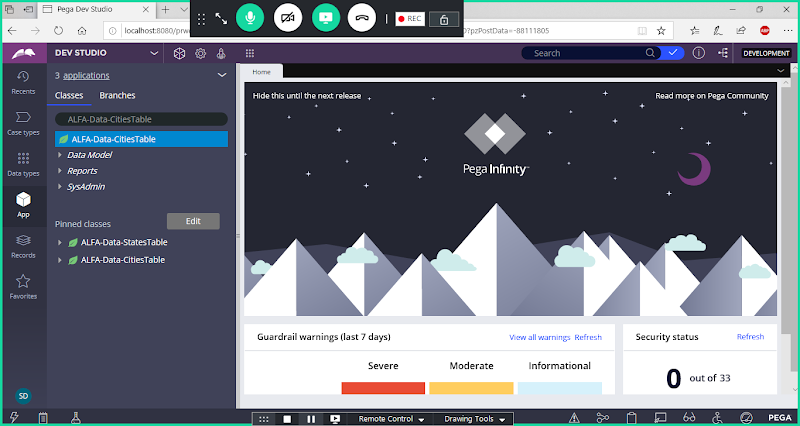 Pega Dev Studio
localhost:8080/prwe
0?pzPostData=-88111805
REC
ABP
DEV STUDIO
Search
DEVELOPMENT
Recents
Case types
Data types
App
Records
Favorites
SD
3 applications
Classes Branches
ALFA-Data-CitiesTable
ALFA-Data-CitiesTable
Data Model
Reports
SysAdmin
Pinned classes Edit
ALFA-Data-StatesTable
ALFA-Data-CitiesTable
Home
Hide this until the next release Read more on Pega Community
Pega Infinity™
Guardrail warnings (last 7 days) View all warnings Refresh
Severe Moderate Informational
Security status Refresh
0 out of 33
Remote Control Drawing Tools
PEGA